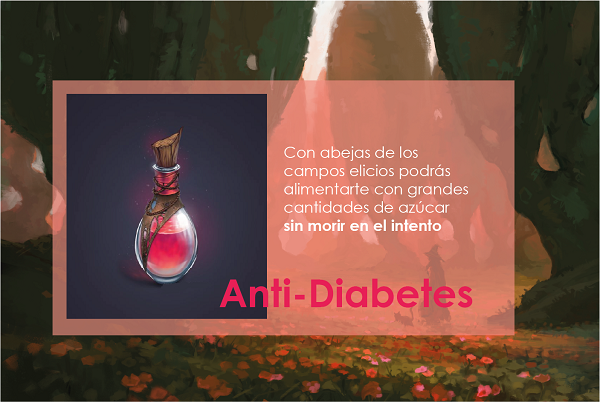 Con abejas de los
campos elicios podrás
alimentarte con grandes
cantidades de azúcar
sin morir en el intento
Anti-Diabetes